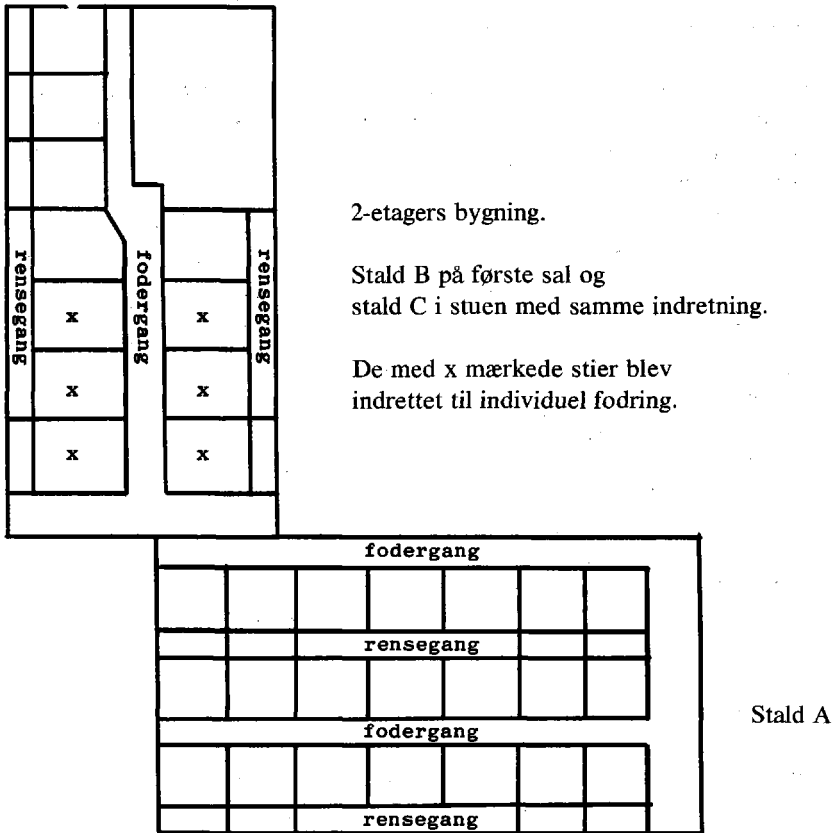 2-etagers bygning.
Stald B på første sal og
stald C i stuen med samme indretning.
De med x mærkede stier blev
indrettet til individuel fodring.
rensegang
fodergang
rensegang
x x
x x
x x
fodergang
rensegang
fodergang
Stald A
rensegang